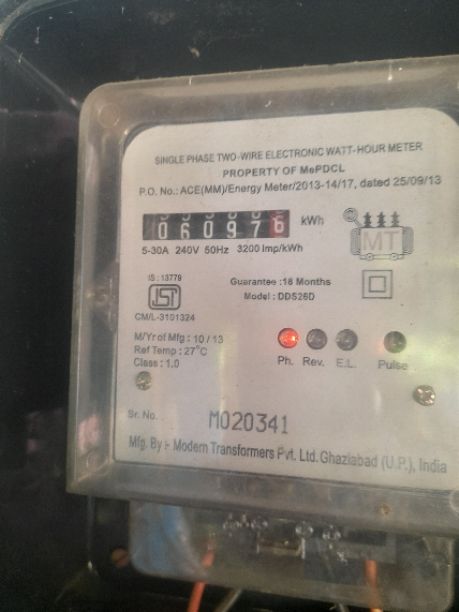 SINGLE PHASE TWO-WIRE ELECTRONIC WATT-HOUR METER
PROPERTY OF MePDCL
P.O. No.: ACE(MM)/Energy Meter/2013-14/17, dated 25/09/13
060976 kWh
5-30A 240V 50Hz 3200 imp/kWh
MT
IS : 13779
Guarantee : 18 Months
ISI
Model : DDS26D
CM/L-3101324
M/Yr of Mfg : 10 / 13
Ref Temp : 27°C
Class : 1.0
Ph. Rev. E.L. Pulse
Sr. No. M020341
Mfg. By :- Modern Transformers Pvt. Ltd. Ghaziabad (U.P.), India